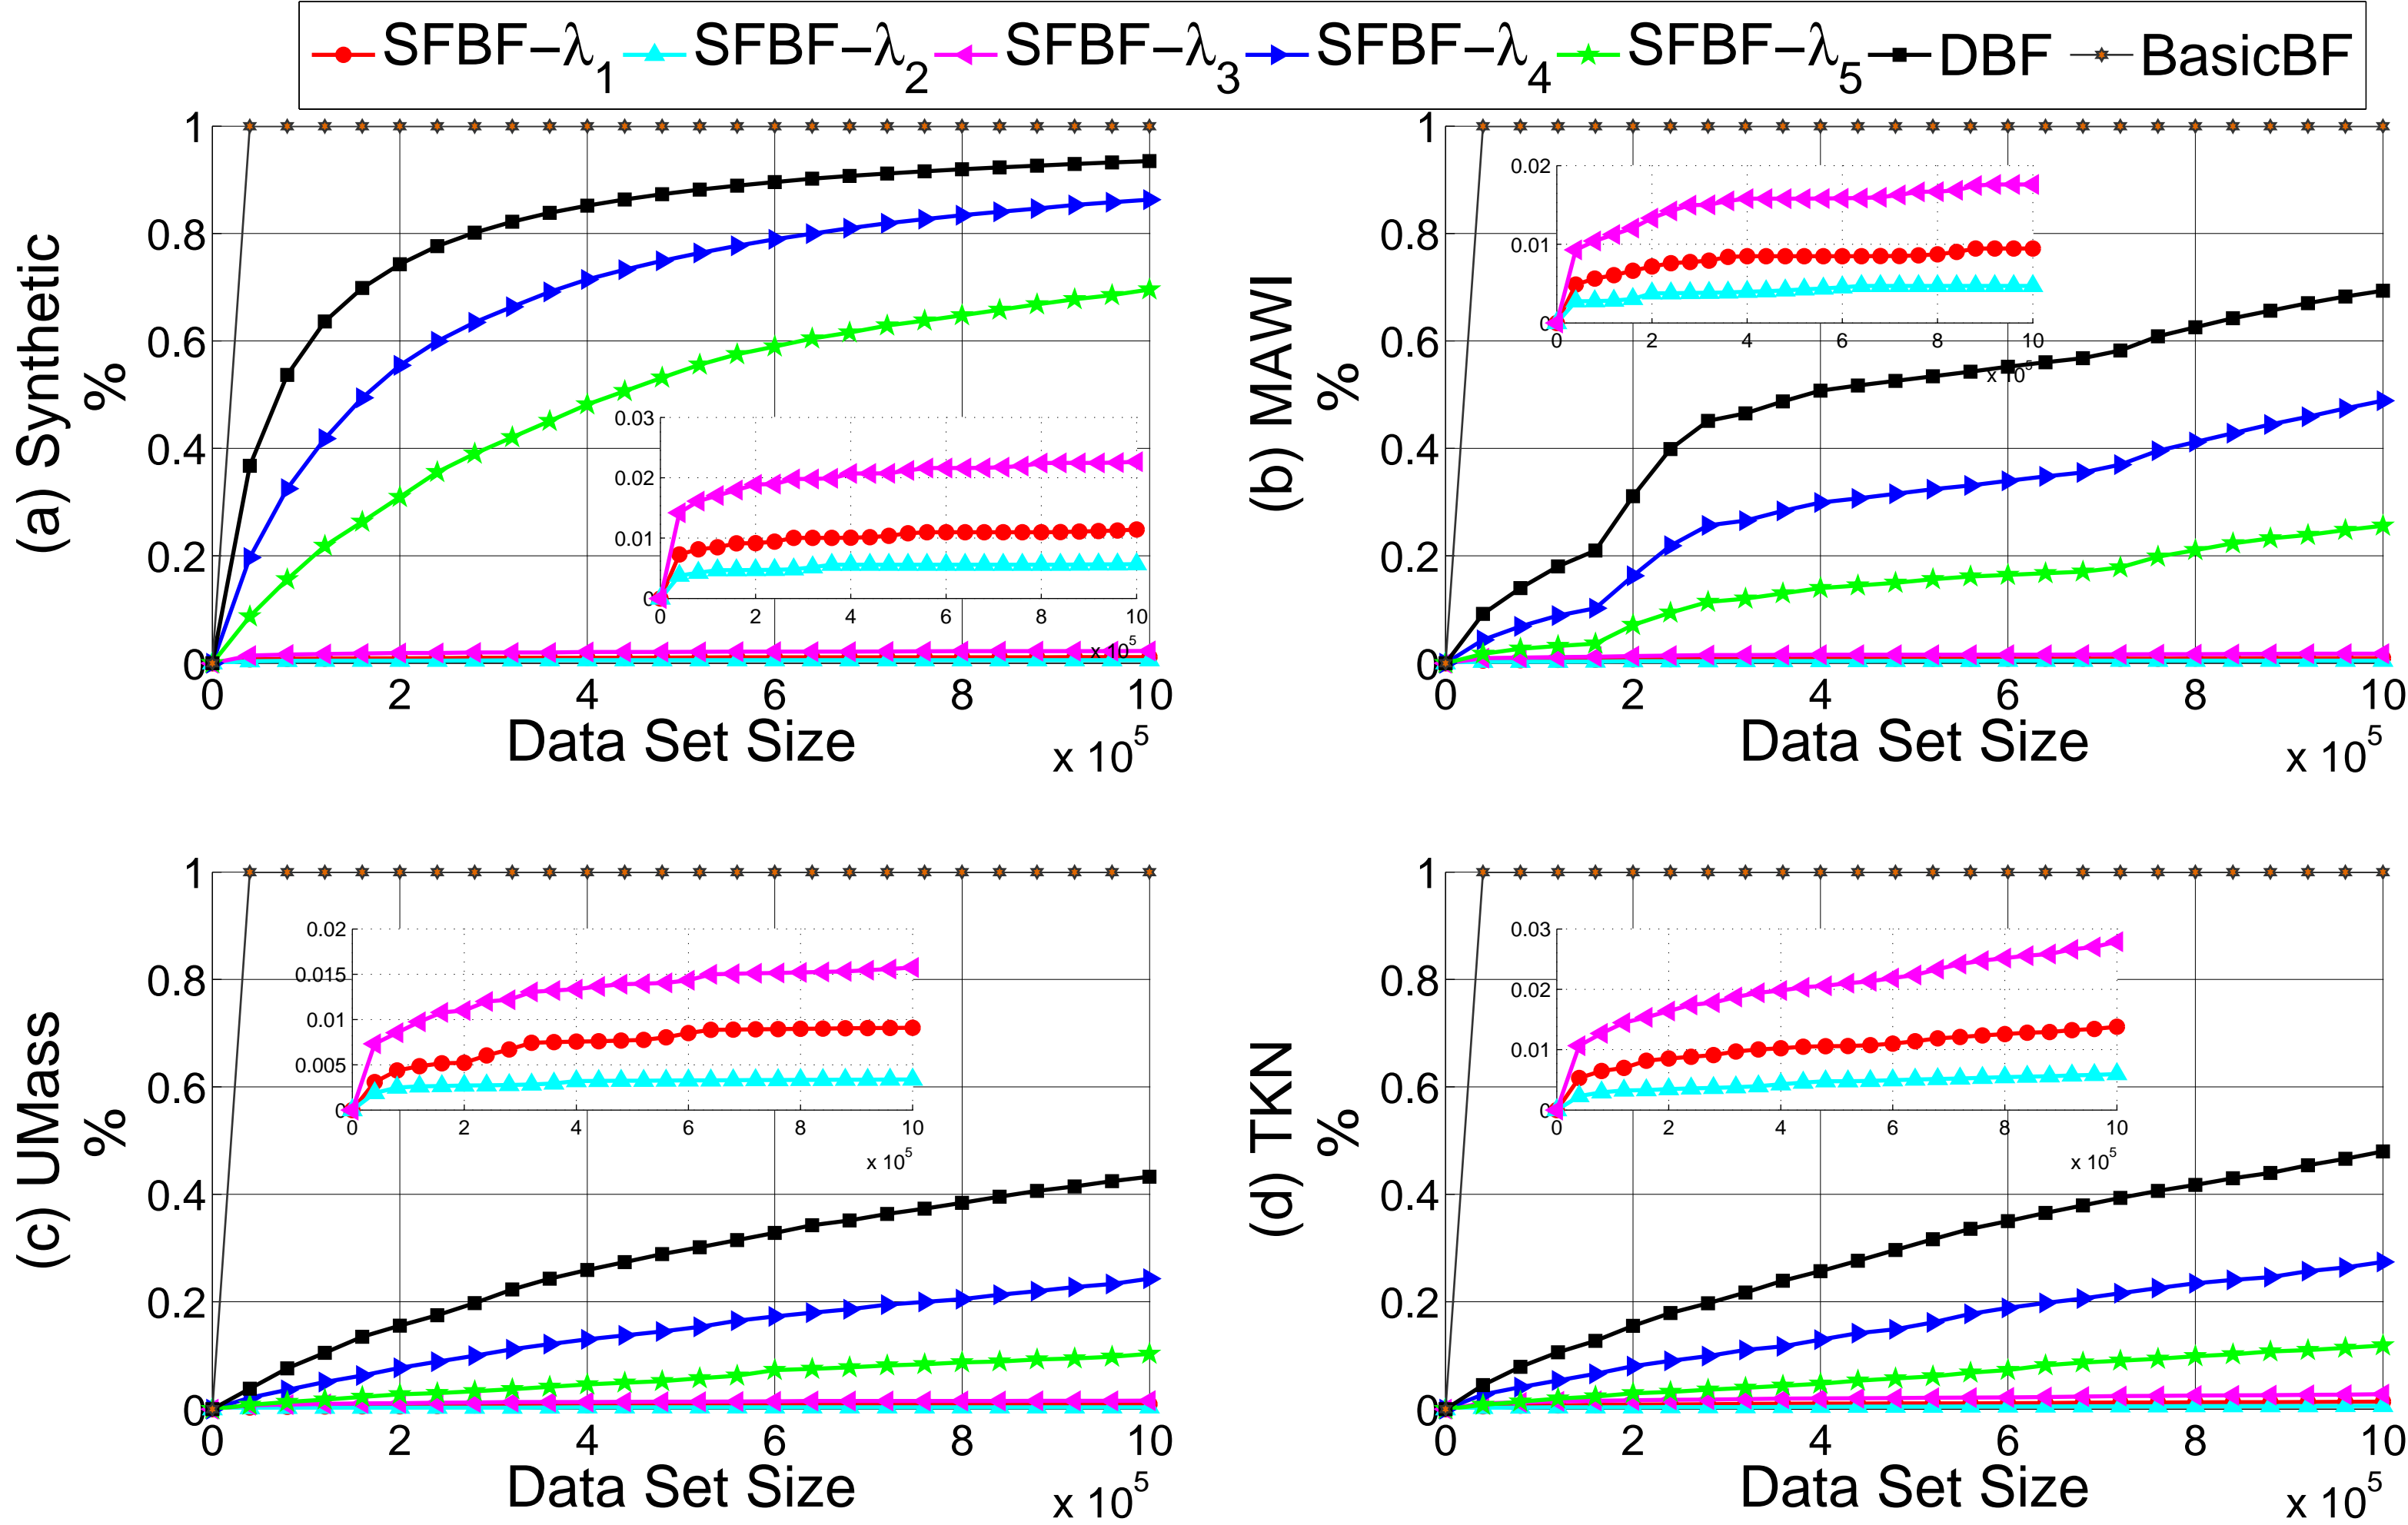 SFBF–λ1 SFBF–λ2 SFBF–λ3 SFBF–λ4 SFBF–λ5 DBF BasicBF
(a) Synthetic
%
1
0.8
0.6
0.4
0.2
0
0 2 4 6 8 10
Data Set Size
x 10^5
0.03
0.02
0.01
0
0 2 4 6 8 10
x 10^5
(b) MAWI
%
1
0.8
0.6
0.4
0.2
0
0 2 4 6 8 10
Data Set Size
x 10^5
0.02
0.01
0
0 2 4 6 8 10
x 10^5
(c) UMass
%
1
0.8
0.6
0.4
0.2
0
0 2 4 6 8 10
Data Set Size
x 10^5
0.02
0.015
0.01
0.005
0
0 2 4 6 8 10
x 10^5
(d) TKN
%
1
0.8
0.6
0.4
0.2
0
0 2 4 6 8 10
Data Set Size
x 10^5
0.03
0.02
0.01
0
0 2 4 6 8 10
x 10^5